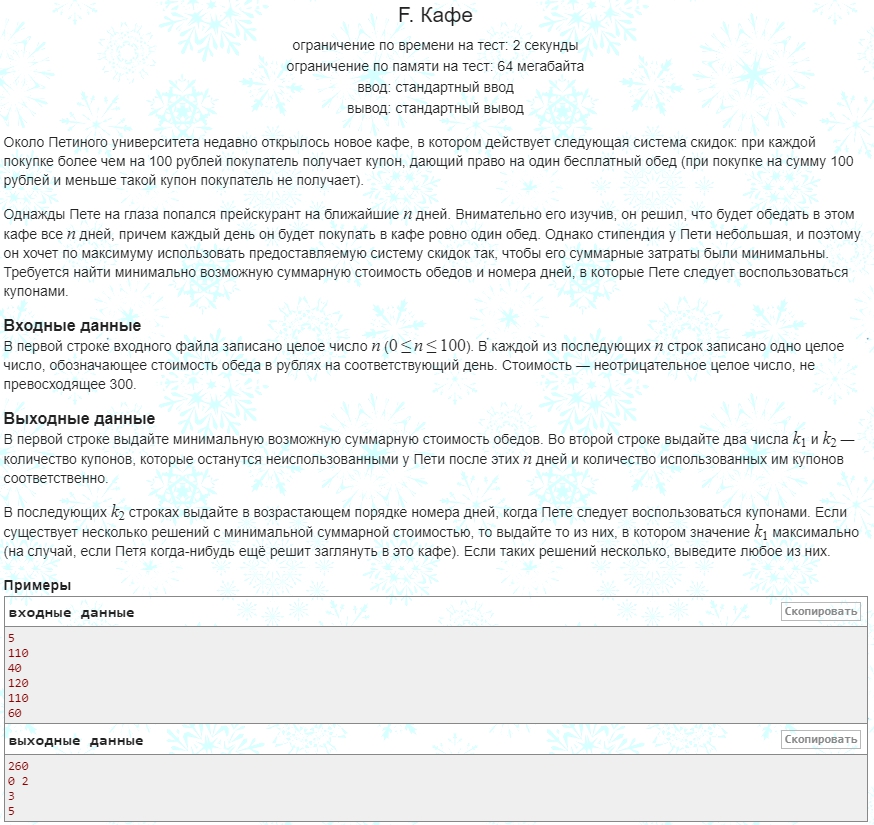 F. Кафе
ограничение по времени на тест: 2 секунды
ограничение по памяти на тест: 64 мегабайта
ввод: стандартный ввод
вывод: стандартный вывод
Около Петиного университета недавно открылось новое кафе, в котором действует следующая система скидок: при каждой
покупке более чем на 100 рублей покупатель получает купон, дающий право на один бесплатный обед (при покупке на сумму 100
рублей и меньше такой купон покупатель не получает).
Однажды Пете на глаза попался прейскурант на ближайшие n дней. Внимательно его изучив, он решил, что будет обедать в этом
кафе все n дней, причем каждый день он будет покупать в кафе ровно один обед. Однако стипендия у Пети небольшая, и поэтому
он хочет по максимуму использовать предоставляемую систему скидок так, чтобы его суммарные затраты были минимальны.
Требуется найти минимально возможную суммарную стоимость обедов и номера дней, в которые Пете следует воспользоваться
купонами.
Входные данные
В первой строке входного файла записано целое число n (0 ≤ n ≤ 100). В каждой из последующих n строк записано одно целое
число, обозначающее стоимость обеда в рублях на соответствующий день. Стоимость — неотрицательное целое число, не
превосходящее 300.
Выходные данные
В первой строке выдайте минимальную возможную суммарную стоимость обедов. Во второй строке выдайте два числа k1 и k2 —
количество купонов, которые останутся неиспользованными у Пети после этих n дней и количество использованных им купонов
соответственно.
В последующих k2 строках выдайте в возрастающем порядке номера дней, когда Пете следует воспользоваться купонами. Если
существует несколько решений с минимальной суммарной стоимостью, то выдайте то из них, в котором значение k1 максимально
(на случай, если Петя когда-нибудь ещё решит заглянуть в это кафе). Если таких решений несколько, выведите любое из них.
Примеры
входные данные
Скопировать
5
110
40
120
110
60
выходные данные
Скопировать
260
0 2
3
5